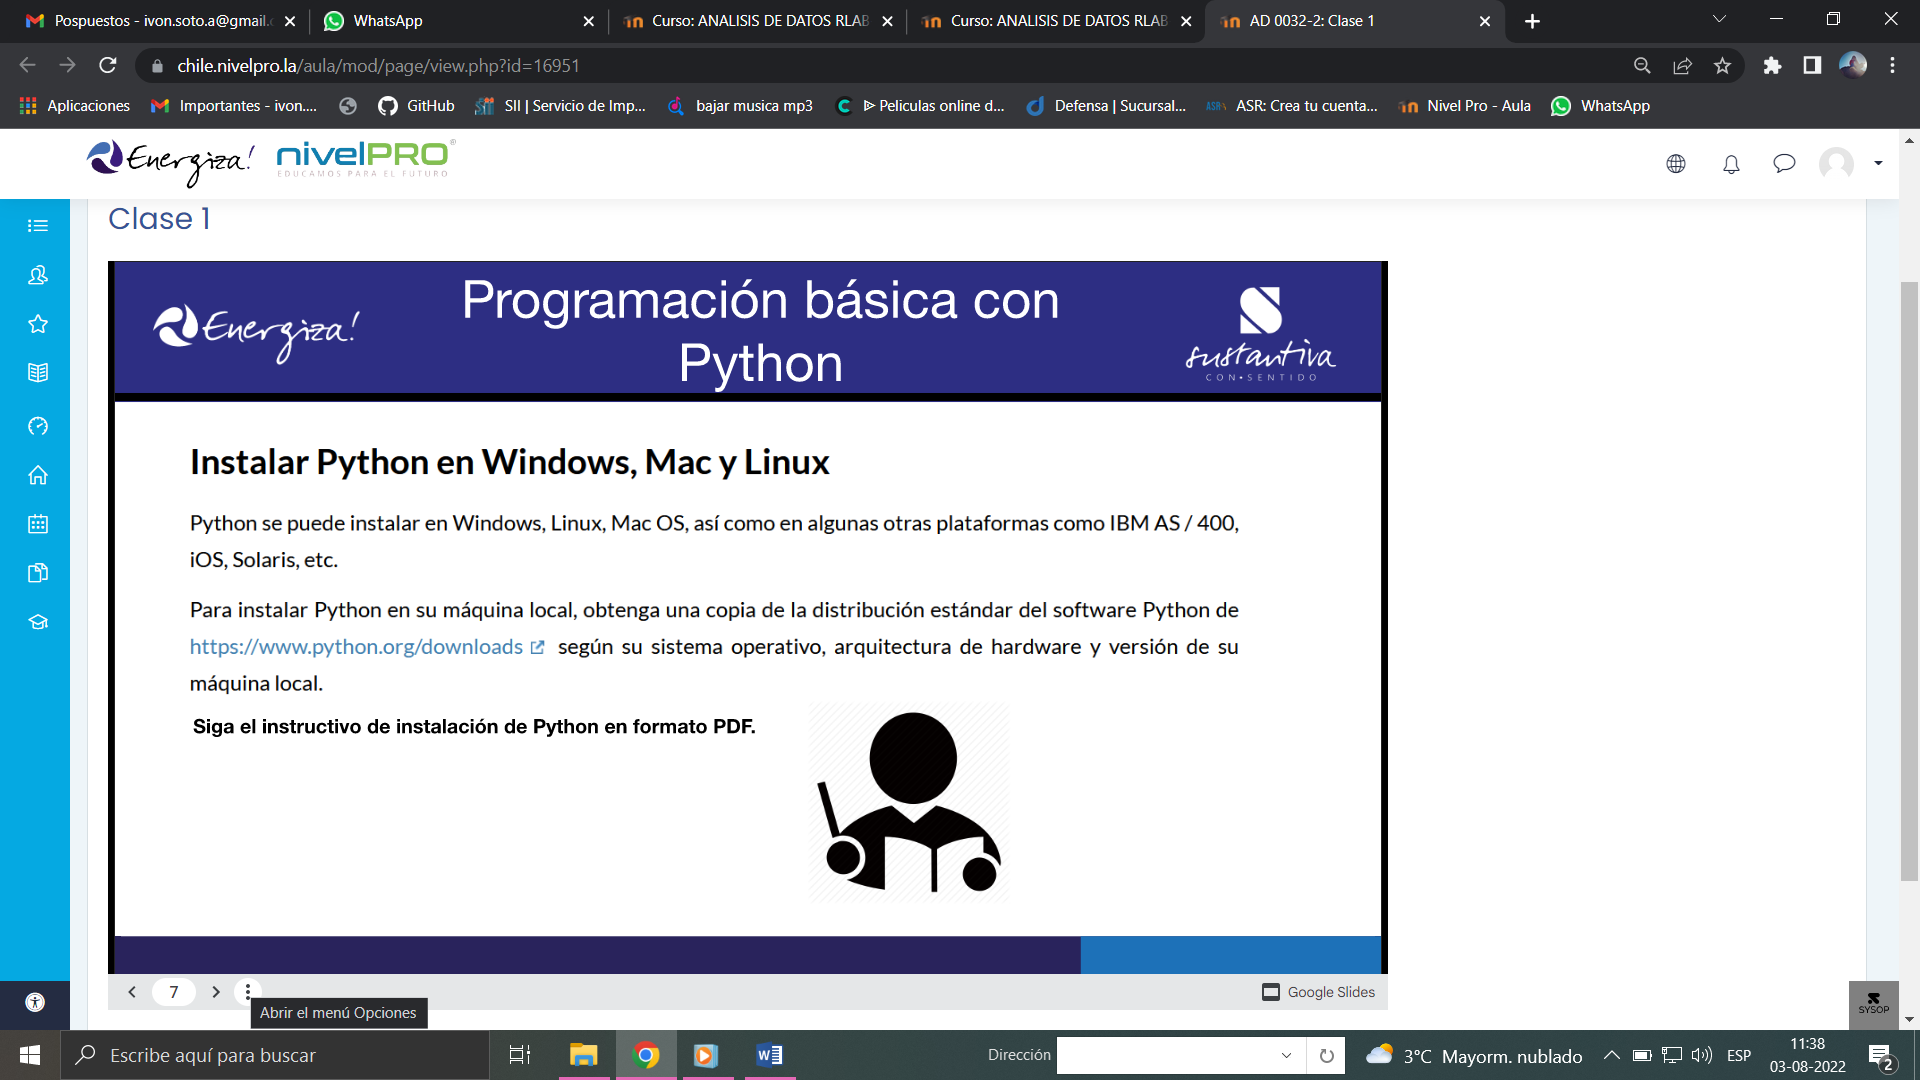 Pospuestos - ivon.soto.a@gmail.c
WhatsApp
Curso: ANALISIS DE DATOS RLAB
Curso: ANALISIS DE DATOS RLAB
AD 0032-2: Clase 1
chile.nivelpro.la/aula/mod/page/view.php?id=16951
Aplicaciones
Importantes - ivon....
GitHub
SII | Servicio de Imp...
bajar musica mp3
Peliculas online d...
Defensa | Sucursal...
ASR: Crea tu cuenta...
Nivel Pro - Aula
WhatsApp
Energiza!
nivelPRO
EDUCAMOS PARA EL FUTURO
Clase 1
Energiza!
Programación básica con
Python
sustantiva
CON•SENTIDO
Instalar Python en Windows, Mac y Linux
Python se puede instalar en Windows, Linux, Mac OS, así como en algunas otras plataformas como IBM AS / 400,
iOS, Solaris, etc.
Para instalar Python en su máquina local, obtenga una copia de la distribución estándar del software Python de
https://www.python.org/downloads según su sistema operativo, arquitectura de hardware y versión de su
máquina local.
Siga el instructivo de instalación de Python en formato PDF.
7
Google Slides
Abrir el menú Opciones
SYSOP
Escribe aquí para buscar
Dirección
3°C Mayorm. nublado
ESP
11:38
03-08-2022
2